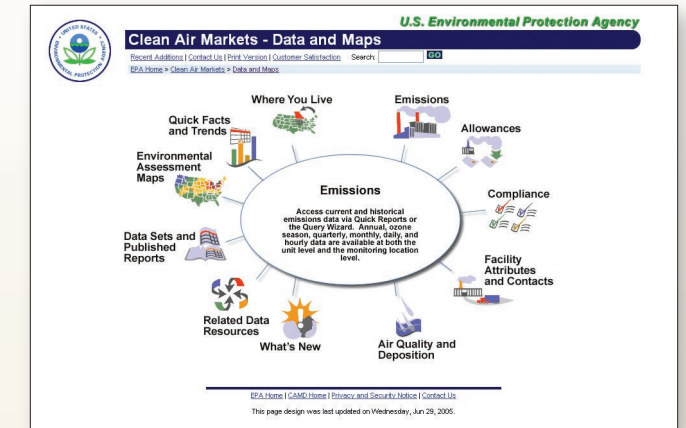 U.S. Environmental Protection Agency
UNITED STATES
ENVIRONMENTAL PROTECTION
Clean Air Markets - Data and Maps
Recent Additions | Contact Us | Print Version | Customer Satisfaction Search: GO
EPA Home > Clean Air Markets > Data and Maps
Where You Live
Emissions
Quick Facts
and Trends
Allowances
Environmental
Assessment
Maps
Compliance
Emissions
Access current and historical
emissions data via Quick Reports or
the Query Wizard. Annual, ozone
season, quarterly, monthly, daily, and
hourly data are available at both the
unit level and the monitoring location
level.
Data Sets and
Published
Reports
Facility
Attributes
and Contacts
Related Data
Resources
What's New
Air Quality and
Deposition
EPA Home | CAMD Home | Privacy and Security Notice | Contact Us
This page design was last updated on Wednesday, Jun 29, 2005.